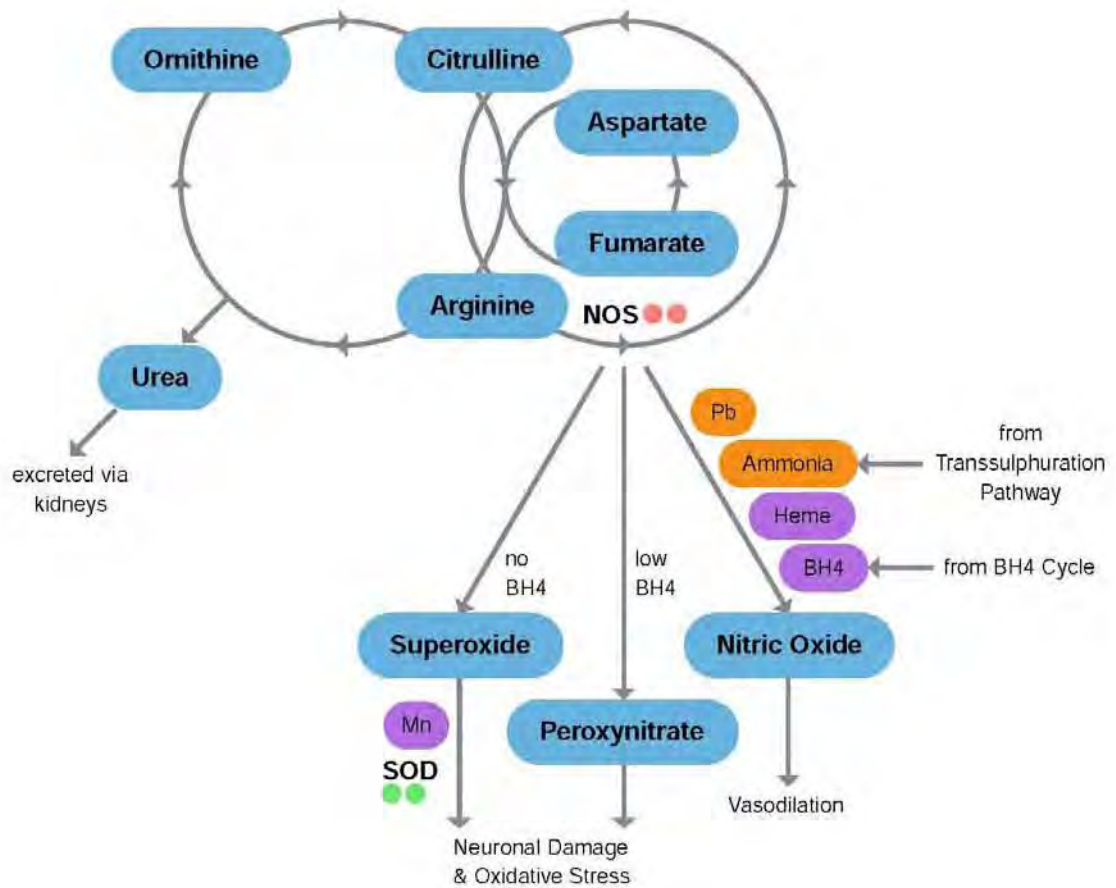 Ornithine
Citrulline
Aspartate
Fumarate
Arginine
NOS
Urea
excreted via
kidneys
Pb
Ammonia
from
Transsulphuration
Pathway
Heme
BH4
from BH4 Cycle
no
BH4
low
BH4
Superoxide
Nitric Oxide
Mn
SOD
Peroxynitrate
Vasodilation
Neuronal Damage
& Oxidative Stress